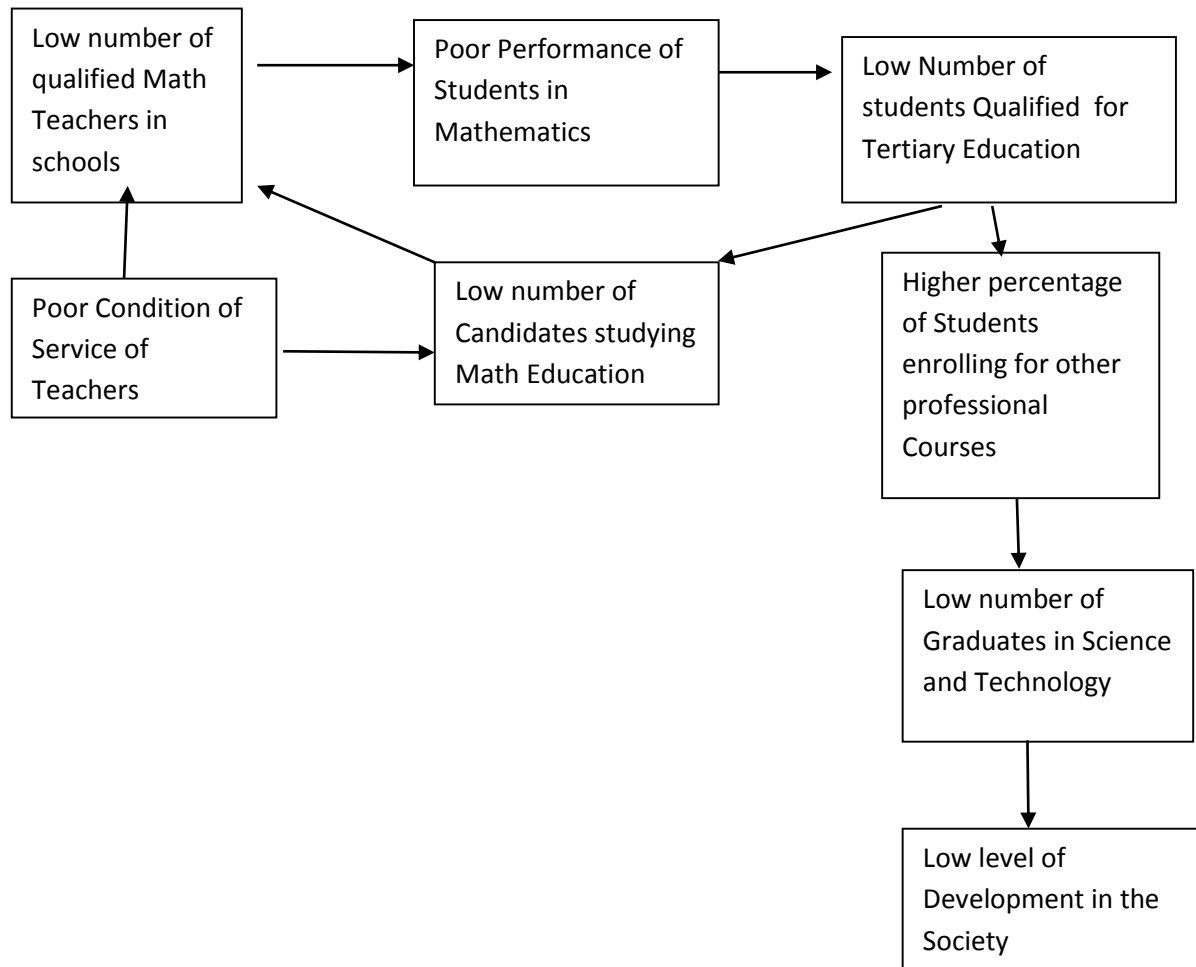 Low number of
qualified Math
Teachers in
schools
Poor Performance of
Students in
Mathematics
Low Number of
students Qualified  for
Tertiary Education
Poor Condition of
Service of
Teachers
Low number of
Candidates studying
Math Education
Higher percentage
of Students
enrolling for other
professional
Courses
Low number of
Graduates in Science
and Technology
Low level of
Development in the
Society